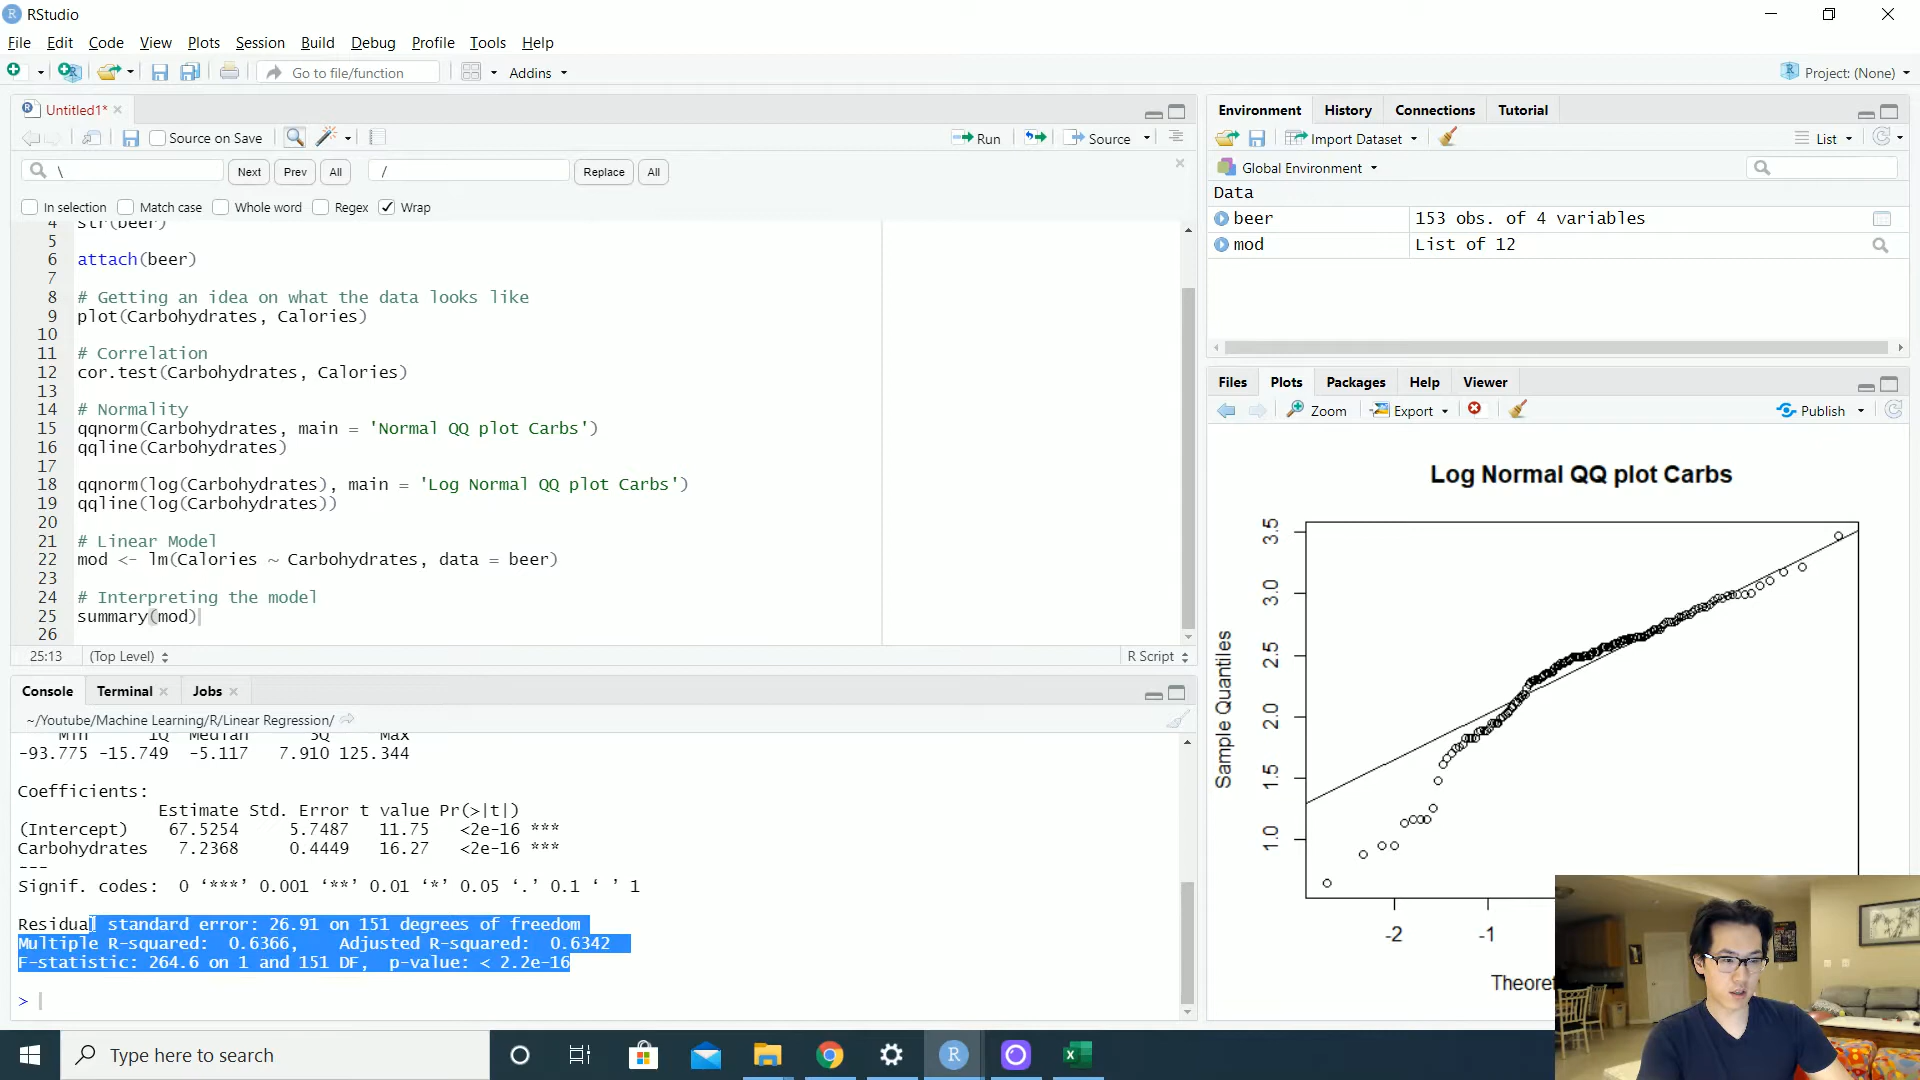 RStudio
File Edit Code View Plots Session Build Debug Profile Tools Help
Go to file/function Addins Project: (None)
Untitled1*
Source on Save Run Source
\ Next Prev All / Replace All
In selection Match case Whole word Regex Wrap
4 str(beer)
5
6 attach(beer)
7
8 # Getting an idea on what the data looks like
9 plot(Carbohydrates, Calories)
10
11 # Correlation
12 cor.test(Carbohydrates, Calories)
13
14 # Normality
15 qqnorm(Carbohydrates, main = 'Normal QQ plot Carbs')
16 qqline(Carbohydrates)
17
18 qqnorm(log(Carbohydrates), main = 'Log Normal QQ plot Carbs')
19 qqline(log(Carbohydrates))
20
21 # Linear Model
22 mod <- lm(Calories ~ Carbohydrates, data = beer)
23
24 # Interpreting the model
25 summary(mod)
26
25:13 (Top Level) R Script
Console Terminal Jobs
~/Youtube/Machine Learning/R/Linear Regression/
Min 1Q Median 3Q Max
-93.775 -15.749 -5.117 7.910 125.344
Coefficients:
Estimate Std. Error t value Pr(>|t|)
(Intercept) 67.5254 5.7487 11.75 <2e-16 ***
Carbohydrates 7.2368 0.4449 16.27 <2e-16 ***
---
Signif. codes: 0 ‘***’ 0.001 ‘**’ 0.01 ‘*’ 0.05 ‘.’ 0.1 ‘ ’ 1
Residual standard error: 26.91 on 151 degrees of freedom
Multiple R-squared: 0.6366, Adjusted R-squared: 0.6342
F-statistic: 264.6 on 1 and 151 DF, p-value: < 2.2e-16
>
Environment History Connections Tutorial
Import Dataset List
Global Environment
Data
beer 153 obs. of 4 variables
mod List of 12
Files Plots Packages Help Viewer
Zoom Export Publish
Log Normal QQ plot Carbs
Sample Quantiles
3.5
3.0
2.5
2.0
1.5
1.0
-2 -1
Theoret
Type here to search